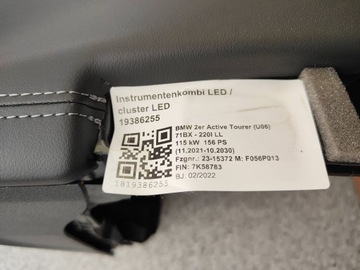 Instrumentenkombi LED /
cluster LED
19386255
BMW 2er Active Tourer (U06)
71BX - 220I LL
115 kW 156 PS
(11.2021-10.2030)
Fzgnr.: 23-15372 M: F056P013
FIN: 7K58783
BJ: 02/2022
1B19386255